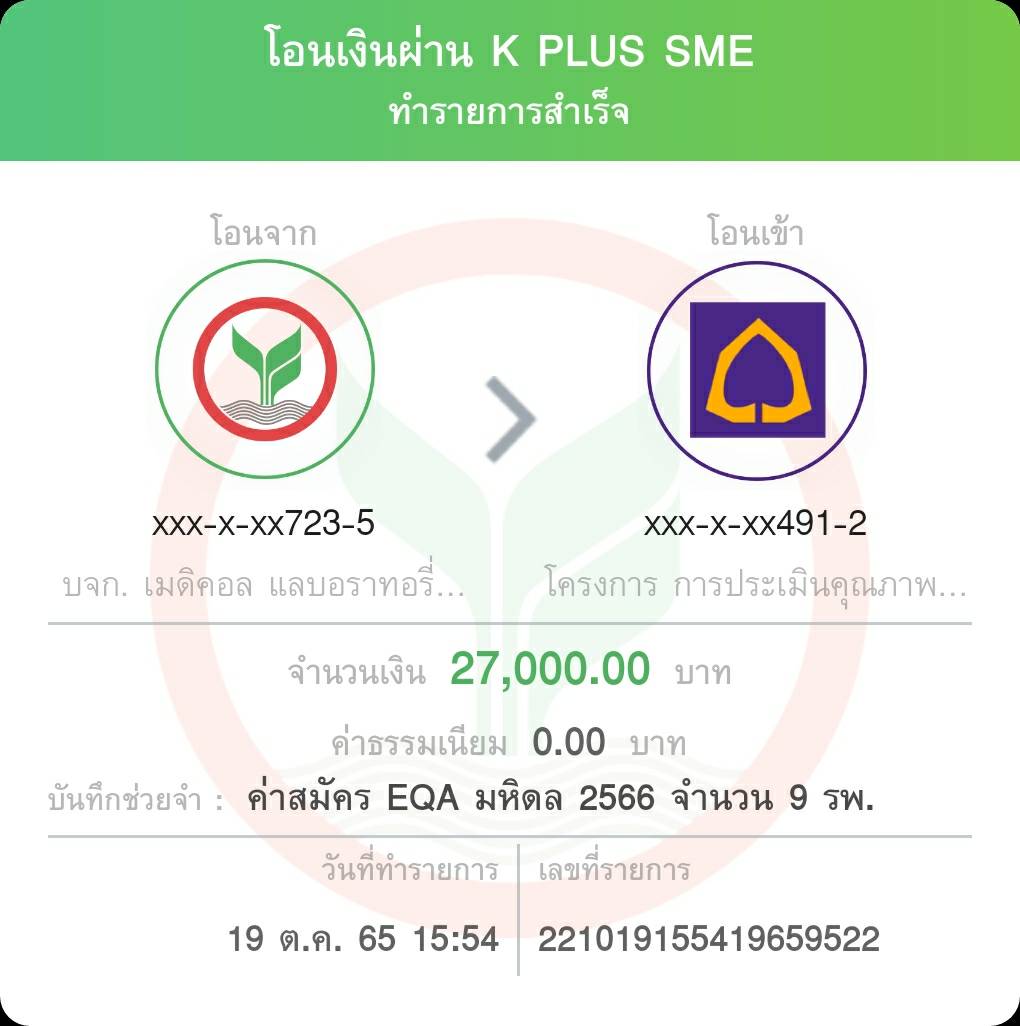 โอนเงินผ่าน K PLUS SME
ทำรายการสำเร็จ
โอนจาก
โอนเข้า
xxx-x-xx723-5
xxx-x-xx491-2
บจก. เมดิคอล แลบอราทอรี่...
โครงการ การประเมินคุณภาพ...
จำนวนเงิน 27,000.00 บาท
ค่าธรรมเนียม 0.00 บาท
บันทึกช่วยจำ : ค่าสมัคร EQA มหิดล 2566 จำนวน 9 รพ.
วันที่ทำรายการ
เลขที่รายการ
19 ต.ค. 65 15:54
221019155419659522